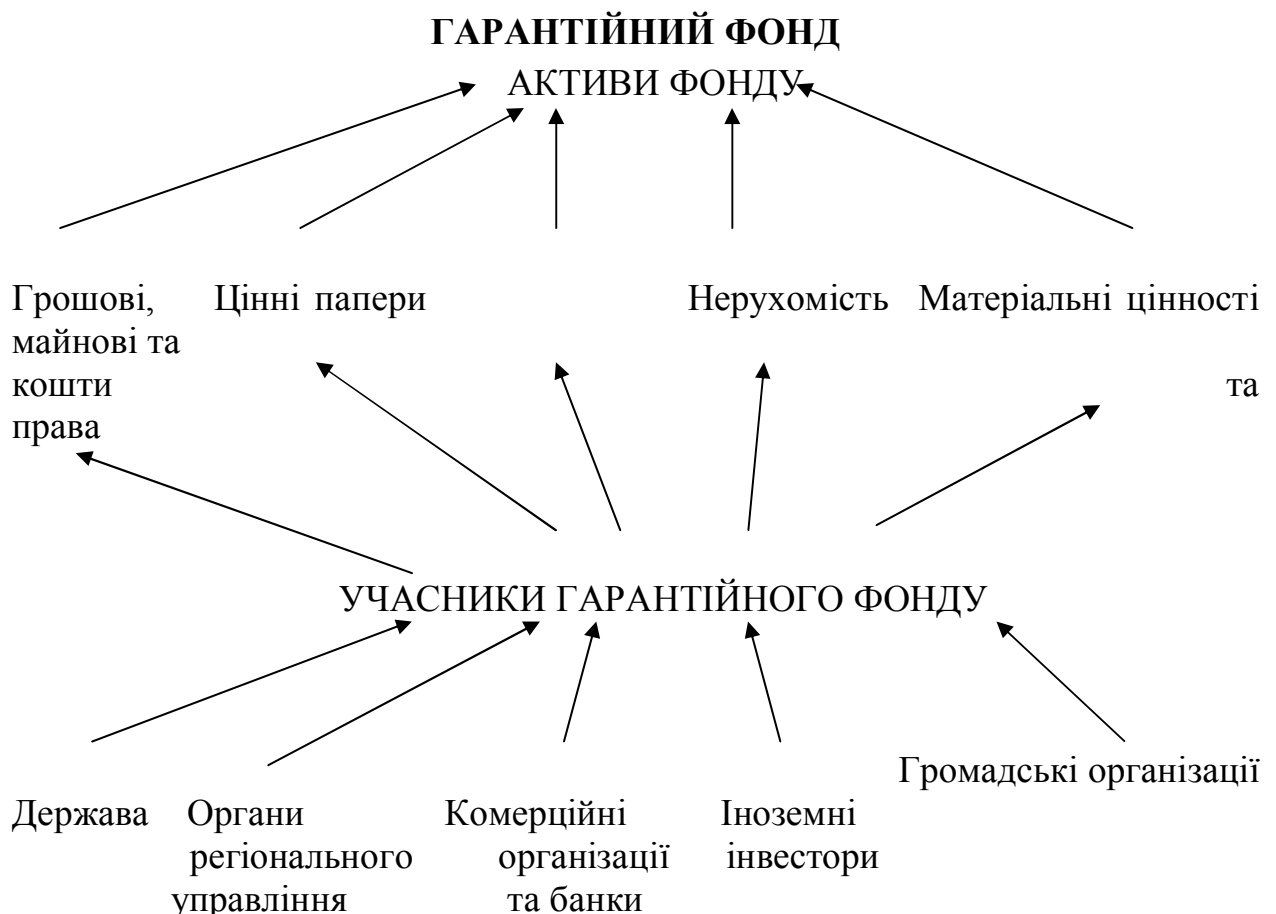 ГАРАНТІЙНИЙ ФОНД
АКТИВИ ФОНДУ
Грошові, Цінні папери Нерухомість Матеріальні цінності
майнові та
кошти та
права
УЧАСНИКИ ГАРАНТІЙНОГО ФОНДУ
Громадські організації
Держава Органи Комерційні Іноземні
регіонального організації інвестори
управління та банки